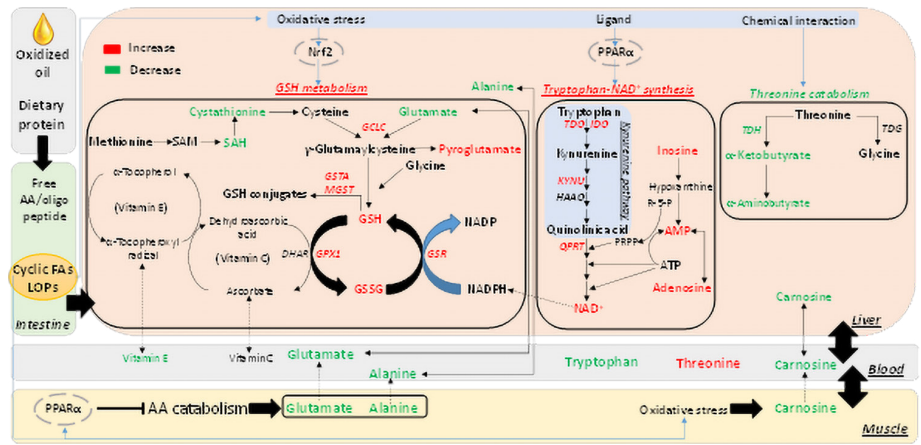 Oxidized
oil
Dietary
protein
Free
AA/oligo
peptide
Cyclic FAs
LOPs
Intestine
Oxidative stress
Ligand
Chemical interaction
Nrf2
PPARα
Increase
Decrease
GSH metabolism
Alanine
Tryptophan-NAD⁺ synthesis
Threonine catabolism
Cystathionine
Cysteine
Glutamate
GCLC
Methionine
SAM
SAH
γ-Glutamaylcysteine
Pyroglutamate
Glycine
α-Tocopherol
GSTA
MGST
GSH conjugates
(Vitamin E)
GSH
NADP
Dehydroascorbic
acid
α-Tocopheroxyl
radical
(Vitamin C)
DHAR
GPX1
GSR
Ascorbate
GSSG
NADPH
Tryptophan
TDO, IDO
Kynurenine
Kynurenine pathway
KYNU
HAAO
Quinolinic acid
QPRT
PRPP
NAD⁺
Inosine
Hypoxanthine
R-5-P
AMP
ATP
Adenosine
Threonine
TDH
TDG
α-Ketobutyrate
Glycine
α-Aminobutyrate
Carnosine
Liver
Vitamin E
Vitamin C
Glutamate
Alanine
Tryptophan
Threonine
Carnosine
Blood
PPARα
AA catabolism
Glutamate
Alanine
Oxidative stress
Carnosine
Muscle